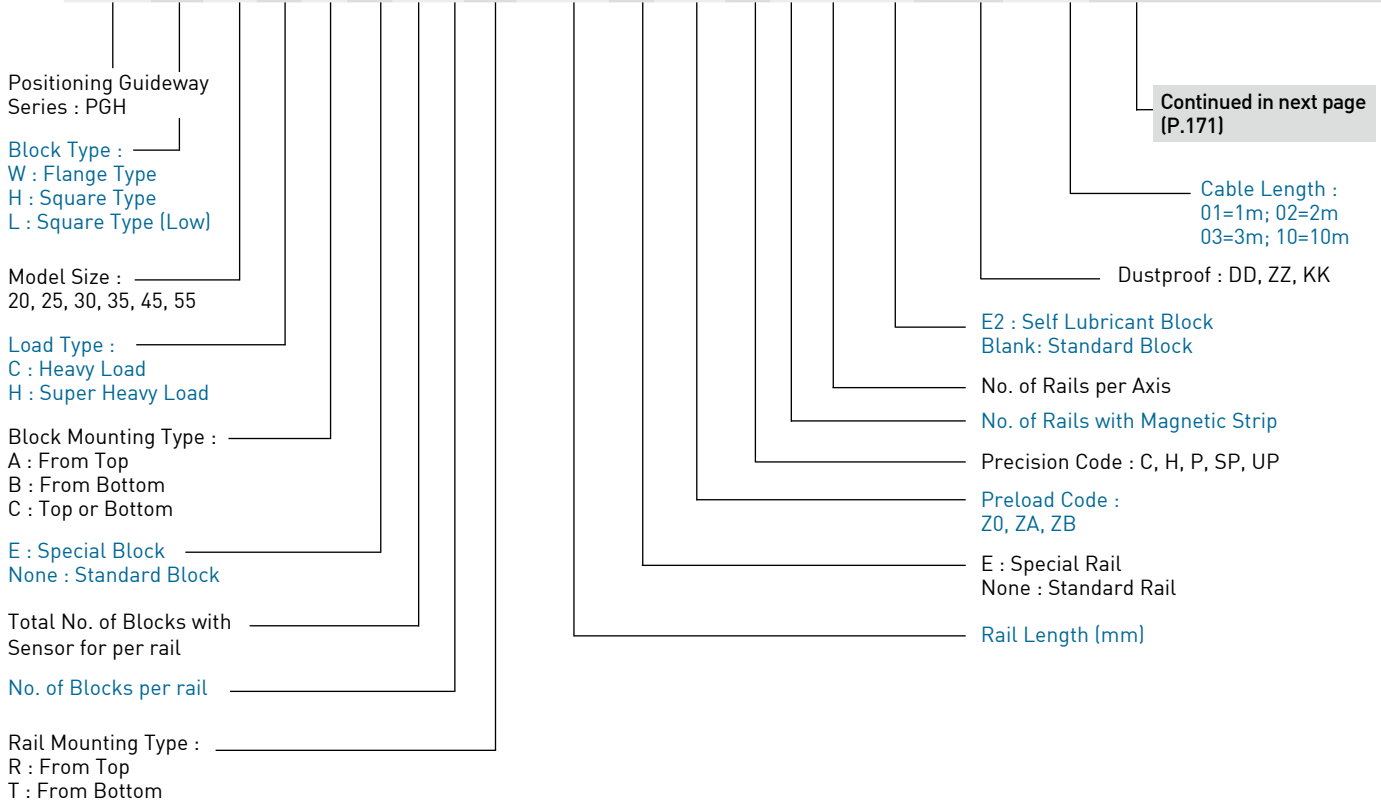 Positioning Guideway
Series : PGH
Block Type :
W : Flange Type
H : Square Type
L : Square Type (Low)
Model Size :
20, 25, 30, 35, 45, 55
Load Type :
C : Heavy Load
H : Super Heavy Load
Block Mounting Type :
A : From Top
B : From Bottom
C : Top or Bottom
E : Special Block
None : Standard Block
Total No. of Blocks with
Sensor for per rail
No. of Blocks per rail
Rail Mounting Type :
R : From Top
T : From Bottom
Continued in next page
(P.171)
Cable Length :
01=1m; 02=2m
03=3m; 10=10m
Dustproof : DD, ZZ, KK
E2 : Self Lubricant Block
Blank: Standard Block
No. of Rails per Axis
No. of Rails with Magnetic Strip
Precision Code : C, H, P, SP, UP
Preload Code :
Z0, ZA, ZB
E : Special Rail
None : Standard Rail
Rail Length (mm)